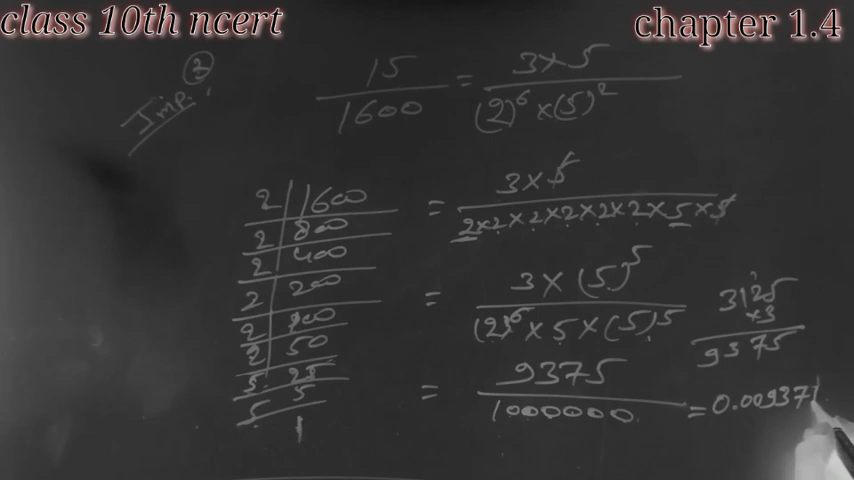 class 10th ncert
chapter 1.4
Imp. 3
15/1600 = 3×5/(2)⁶×(5)²
= 3×5/2×2×2×2×2×2×5×5
= 3×(5)⁵/(2)⁶×5×(5)⁵
= 9375/1000000 = 0.00937
2 | 1600
2 | 800
2 | 400
2 | 200
2 | 100
2 | 50
5 | 25
5 | 5
1
3125
×3
9375